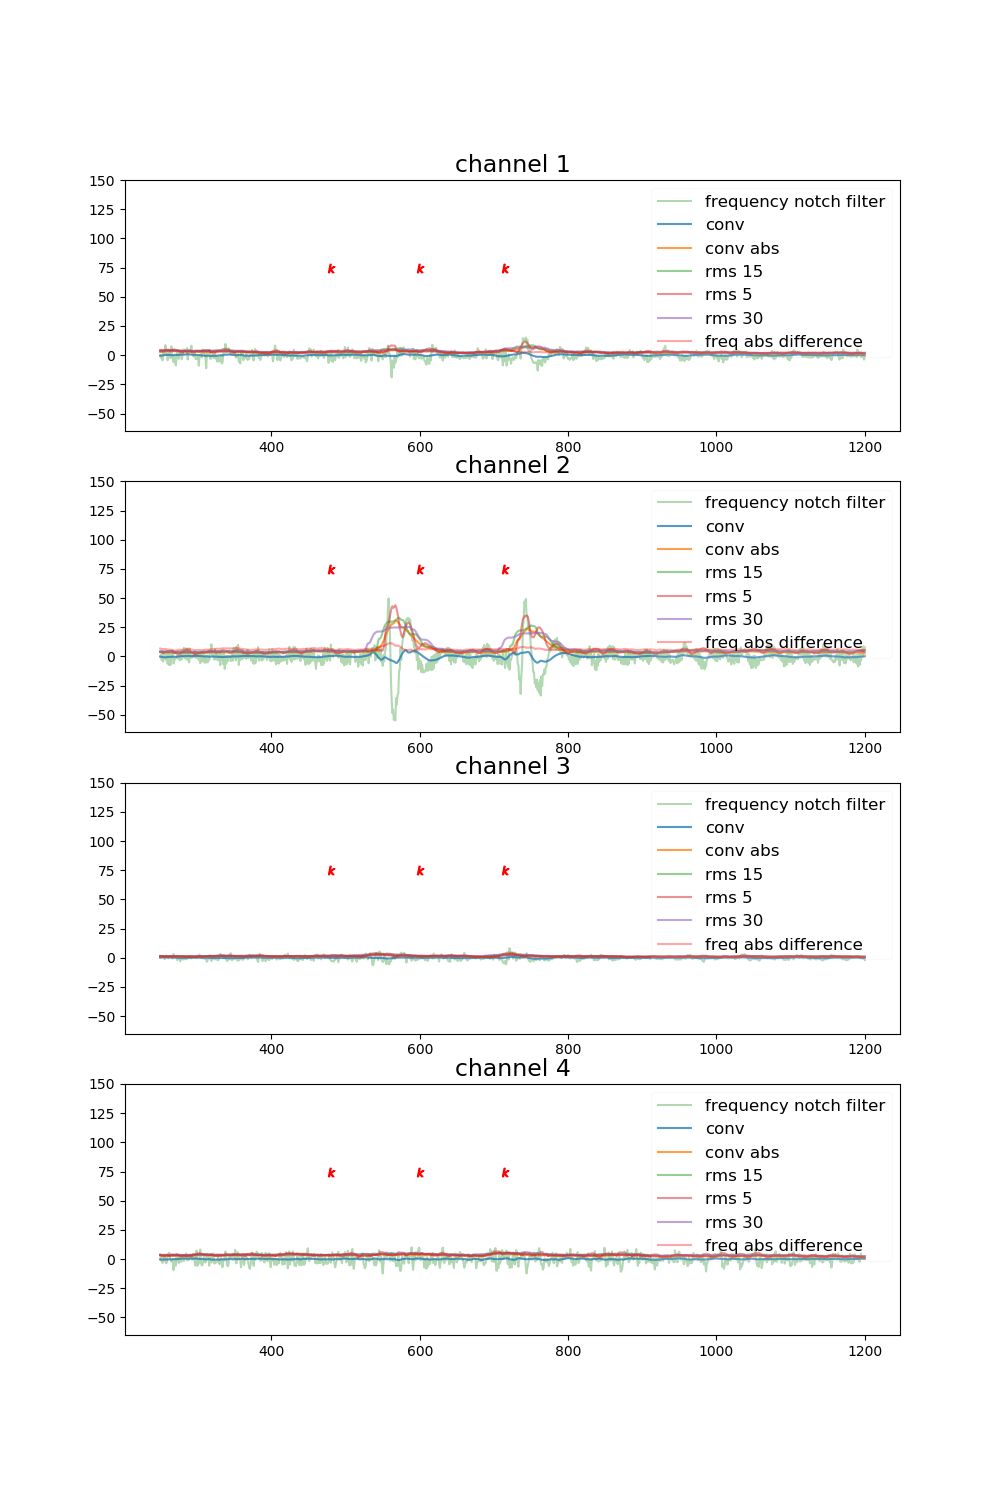 channel 1
150
125
100
75
50
25
0
−25
−50
k k k
frequency notch filter
conv
conv abs
rms 15
rms 5
rms 30
freq abs difference
400 600 800 1000 1200
channel 2
150
125
100
75
50
25
0
−25
−50
k k k
frequency notch filter
conv
conv abs
rms 15
rms 5
rms 30
freq abs difference
400 600 800 1000 1200
channel 3
150
125
100
75
50
25
0
−25
−50
k k k
frequency notch filter
conv
conv abs
rms 15
rms 5
rms 30
freq abs difference
400 600 800 1000 1200
channel 4
150
125
100
75
50
25
0
−25
−50
k k k
frequency notch filter
conv
conv abs
rms 15
rms 5
rms 30
freq abs difference
400 600 800 1000 1200